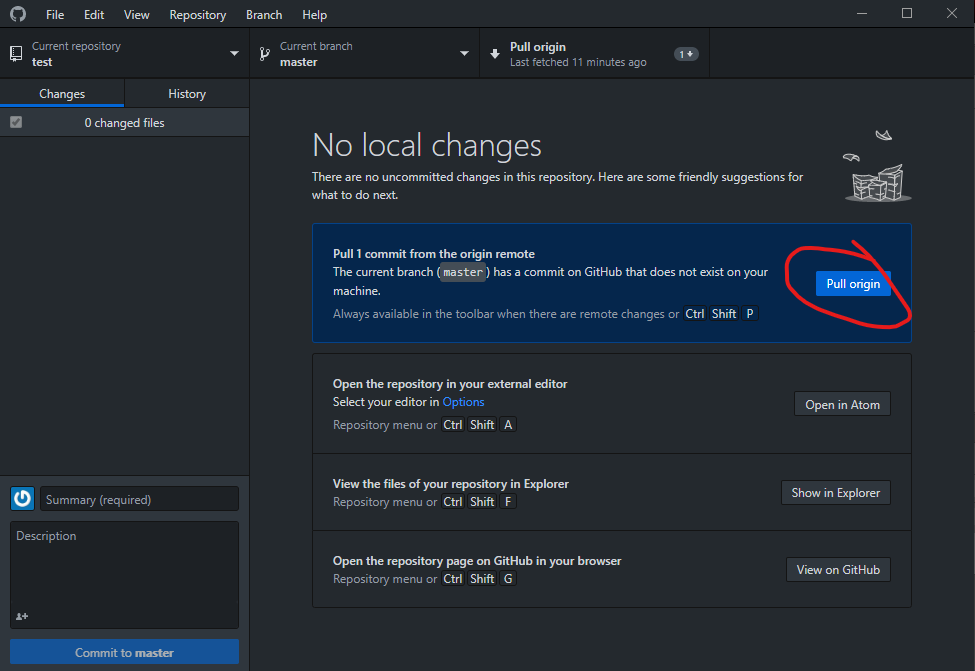 File Edit View Repository Branch Help
Current repository
test
Current branch
master
Pull origin
Last fetched 11 minutes ago
1
Changes History
0 changed files
No local changes
There are no uncommitted changes in this repository. Here are some friendly suggestions for
what to do next.
Pull 1 commit from the origin remote
The current branch (master) has a commit on GitHub that does not exist on your
machine.
Always available in the toolbar when there are remote changes or Ctrl Shift P
Pull origin
Open the repository in your external editor
Select your editor in Options
Repository menu or Ctrl Shift A
Open in Atom
View the files of your repository in Explorer
Repository menu or Ctrl Shift F
Show in Explorer
Open the repository page on GitHub in your browser
Repository menu or Ctrl Shift G
View on GitHub
Summary (required)
Description
Commit to master